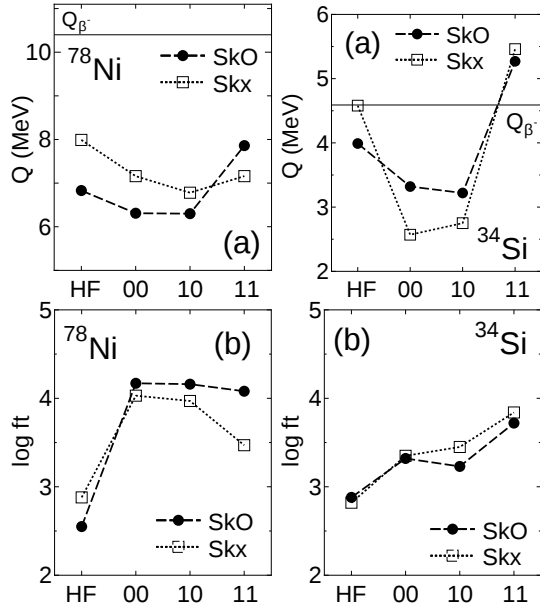 Q_β-
⁷⁸Ni
SkO
Skx
(a)
Q (MeV)
10
8
6
HF 00 10 11
(a)
SkO
Skx
Q_β-
³⁴Si
Q (MeV)
6
5
4
3
2
HF 00 10 11
⁷⁸Ni
(b)
SkO
Skx
log ft
5
4
3
2
HF 00 10 11
(b)
³⁴Si
SkO
Skx
log ft
5
4
3
2
HF 00 10 11